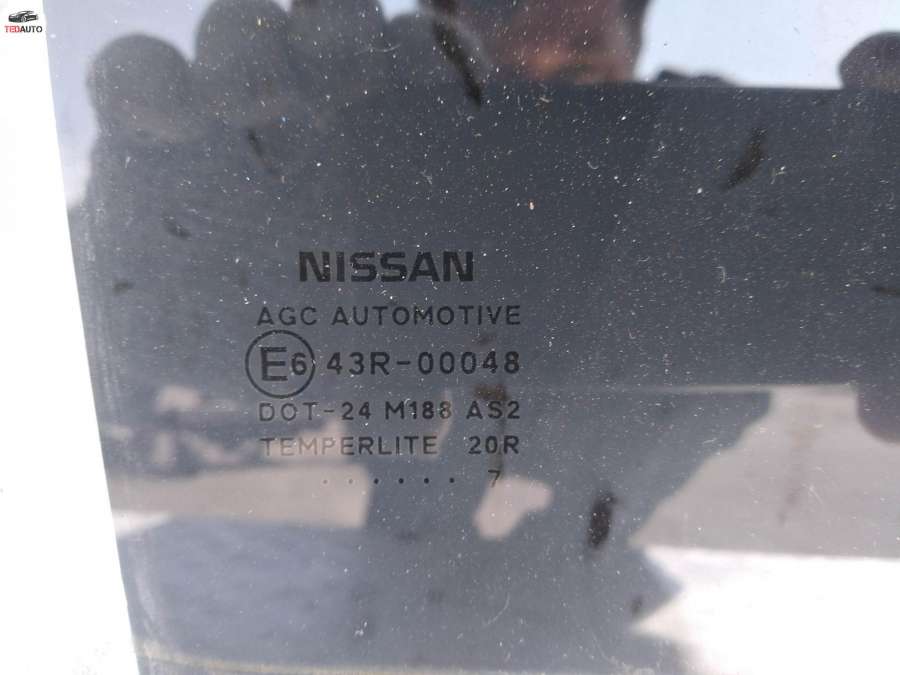 TEDAUTO
NISSAN
AGC AUTOMOTIVE
E6 43R-00048
DOT-24 M188 AS2
TEMPERLITE 20R
. . . . . . 7